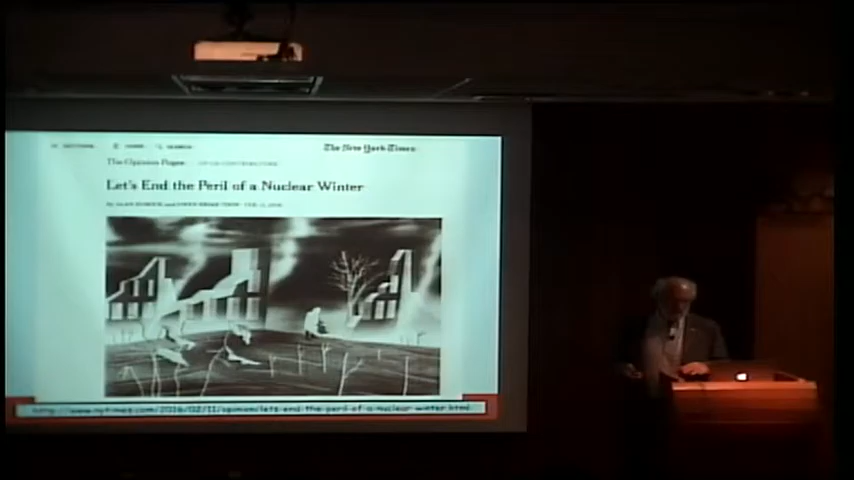 The New York Times
The Opinion Pages
Let's End the Peril of a Nuclear Winter
http://www.nytimes.com/2016/02/11/opinion/lets-end-the-peril-of-a-nuclear-winter.html